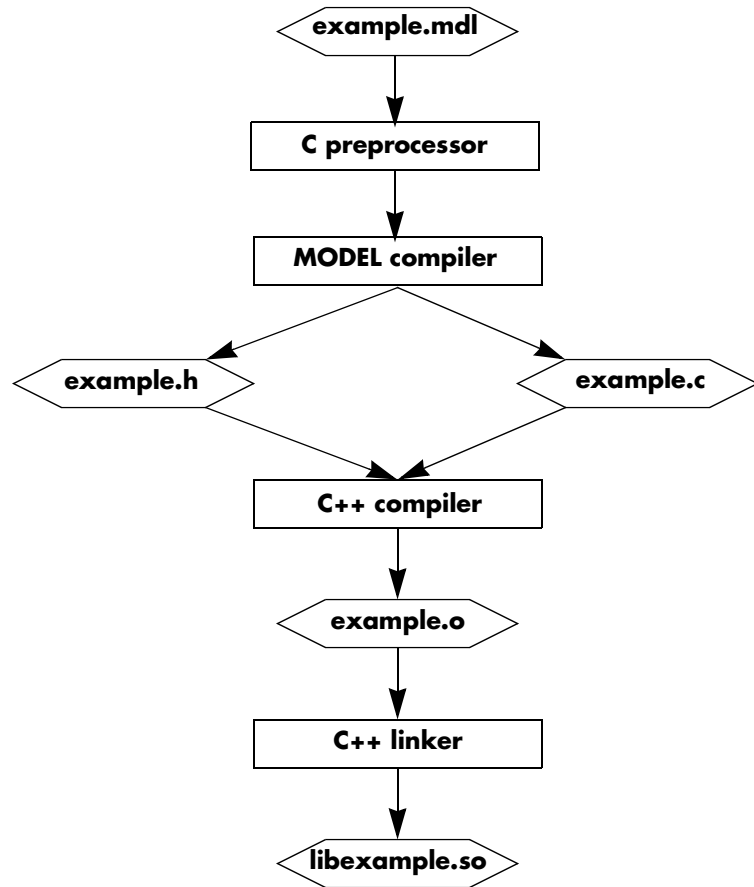 example.mdl
C preprocessor
MODEL compiler
example.h
example.c
C++ compiler
example.o
C++ linker
libexample.so